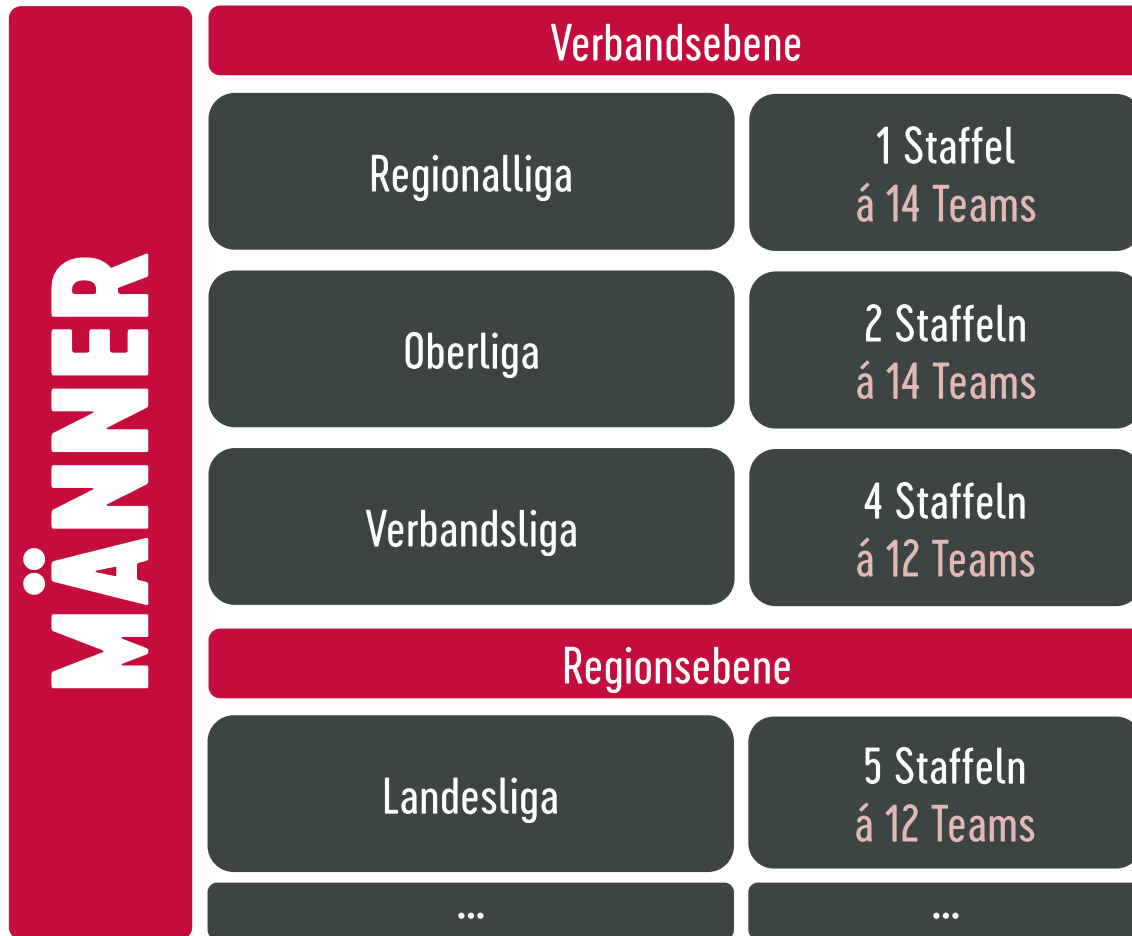 MÄNNER
Verbandsebene
Regionalliga
1 Staffel
á 14 Teams
Oberliga
2 Staffeln
á 14 Teams
Verbandsliga
4 Staffeln
á 12 Teams
Regionsebene
Landesliga
5 Staffeln
á 12 Teams
...
...